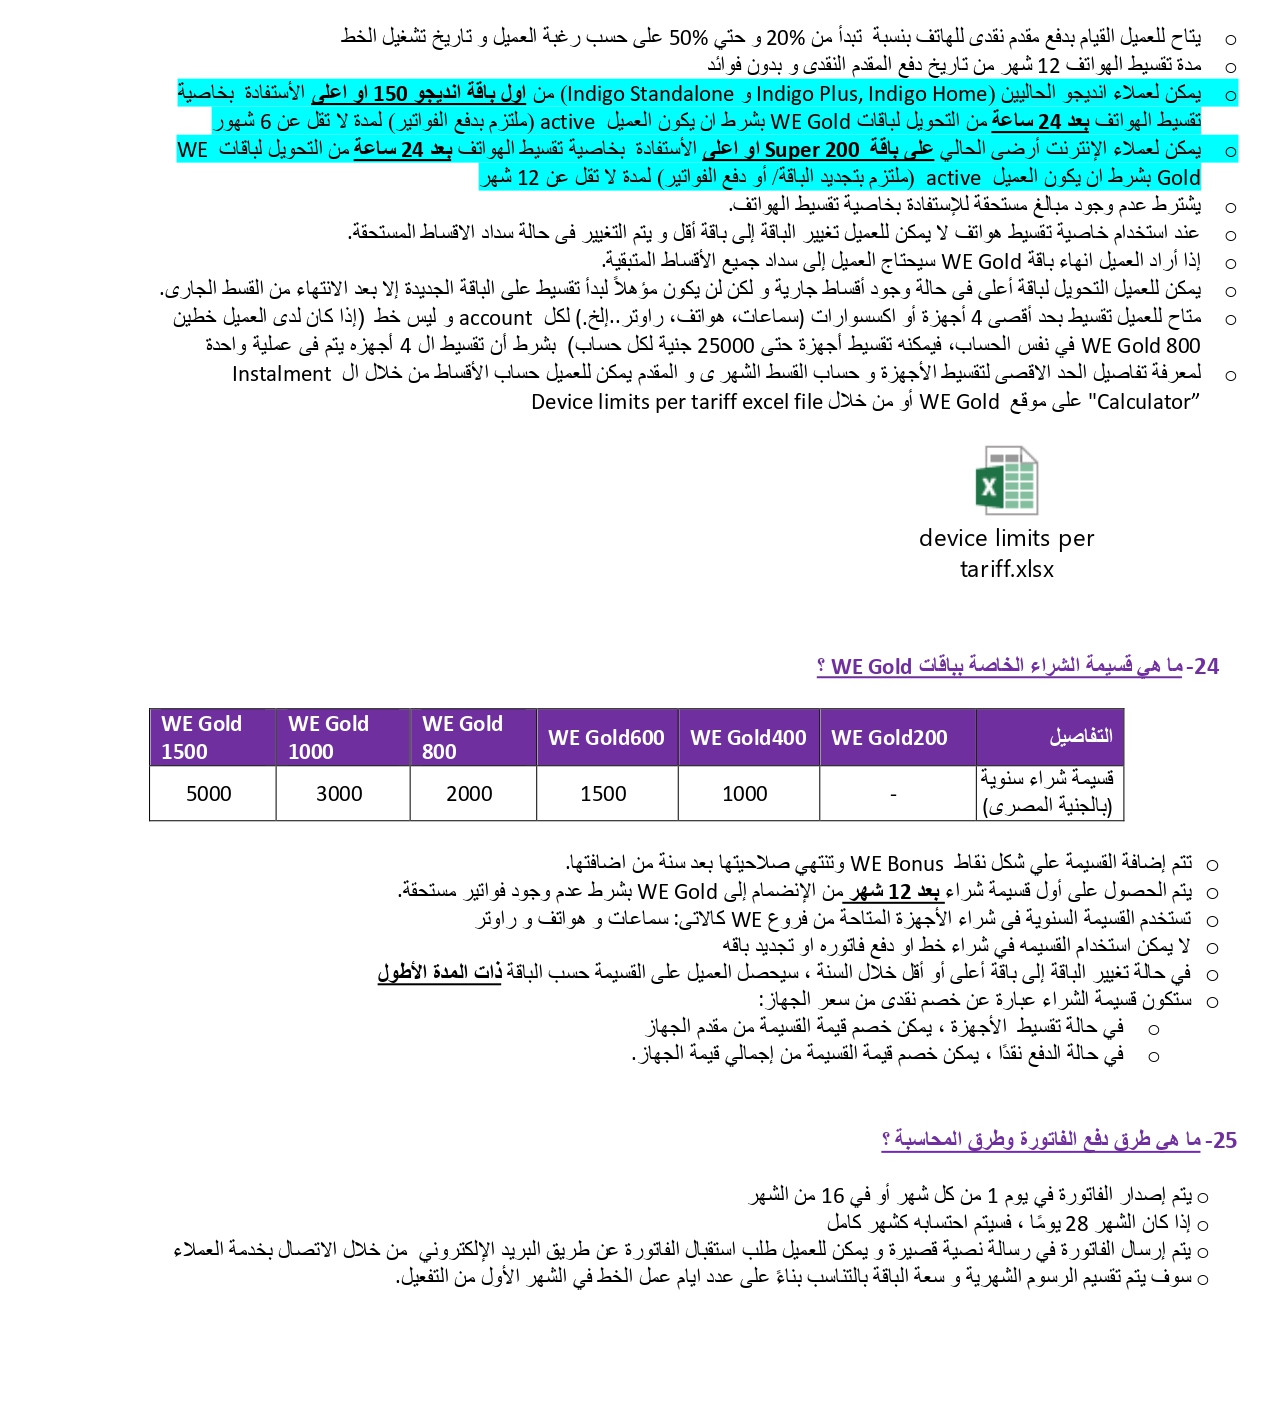 o يتاح للعميل القيام بدفع مقدم نقدى للهاتف بنسبة تبدأ من 20% و حتي 50% على حسب رغبة العميل و تاريخ تشغيل الخط
o مدة تقسيط الهواتف 12 شهر من تاريخ دفع المقدم النقدى و بدون فوائد
o يمكن لعملاء انديجو الحاليين (Indigo Plus, Indigo Home و Indigo Standalone) من اول باقة انديجو 150 او اعلى الأستفادة بخاصية
تقسيط الهواتف بعد 24 ساعة من التحويل لباقات WE Gold بشرط ان يكون العميل active (ملتزم بدفع الفواتير) لمدة لا تقل عن 6 شهور
o يمكن لعملاء الإنترنت أرضى الحالي على باقة Super 200 او اعلى الأستفادة بخاصية تقسيط الهواتف بعد 24 ساعة من التحويل لباقات WE
Gold بشرط ان يكون العميل active (ملتزم بتجديد الباقة/ أو دفع الفواتير) لمدة لا تقل عن 12 شهر
o يشترط عدم وجود مبالغ مستحقة للإستفادة بخاصية تقسيط الهواتف.
o عند استخدام خاصية تقسيط هواتف لا يمكن للعميل تغيير الباقة إلى باقة أقل و يتم التغيير فى حالة سداد الاقساط المستحقة.
o إذا أراد العميل انهاء باقة WE Gold سيحتاج العميل إلى سداد جميع الأقساط المتبقية.
o يمكن للعميل التحويل لباقة أعلى فى حالة وجود أقساط جارية و لكن لن يكون مؤهلاً لبدأ تقسيط على الباقة الجديدة إلا بعد الانتهاء من القسط الجارى.
o متاح للعميل تقسيط بحد أقصى 4 أجهزة أو اكسسوارات (سماعات، هواتف، راوتر..إلخ.) لكل account و ليس خط (إذا كان لدى العميل خطين
WE Gold 800 في نفس الحساب، فيمكنه تقسيط أجهزة حتى 25000 جنية لكل حساب) بشرط أن تقسيط ال 4 أجهزه يتم فى عملية واحدة
o لمعرفة تفاصيل الحد الاقصى لتقسيط الأجهزة و حساب القسط الشهر ى و المقدم يمكن للعميل حساب الأقساط من خلال ال Instalment
Calculator" على موقع WE Gold أو من خلال Device limits per tariff excel file”
X
device limits per
tariff.xlsx
24- ما هي قسيمة الشراء الخاصة بباقات WE Gold ؟
التفاصيل WE Gold200 WE Gold400 WE Gold600 WE Gold 800 WE Gold 1000 WE Gold 1500
قسيمة شراء سنوية (بالجنية المصرى) - 1000 1500 2000 3000 5000
o تتم إضافة القسيمة علي شكل نقاط WE Bonus وتنتهي صلاحيتها بعد سنة من اضافتها.
o يتم الحصول على أول قسيمة شراء بعد 12 شهر من الإنضمام إلى WE Gold بشرط عدم وجود فواتير مستحقة.
o تستخدم القسيمة السنوية فى شراء الأجهزة المتاحة من فروع WE كالاتى: سماعات و هواتف و راوتر
o لا يمكن استخدام القسيمه في شراء خط او دفع فاتوره او تجديد باقه
o في حالة تغيير الباقة إلى باقة أعلى أو أقل خلال السنة ، سيحصل العميل على القسيمة حسب الباقة ذات المدة الأطول
o ستكون قسيمة الشراء عبارة عن خصم نقدى من سعر الجهاز:
o في حالة تقسيط الأجهزة ، يمكن خصم قيمة القسيمة من مقدم الجهاز
o في حالة الدفع نقدًا ، يمكن خصم قيمة القسيمة من إجمالي قيمة الجهاز.
25- ما هي طرق دفع الفاتورة وطرق المحاسبة ؟
o يتم إصدار الفاتورة في يوم 1 من كل شهر أو في 16 من الشهر
o إذا كان الشهر 28 يومًا ، فسيتم احتسابه كشهر كامل
o يتم إرسال الفاتورة في رسالة نصية قصيرة و يمكن للعميل طلب استقبال الفاتورة عن طريق البريد الإلكتروني من خلال الاتصال بخدمة العملاء
o سوف يتم تقسيم الرسوم الشهرية و سعة الباقة بالتناسب بناءً على عدد ايام عمل الخط في الشهر الأول من التفعيل.